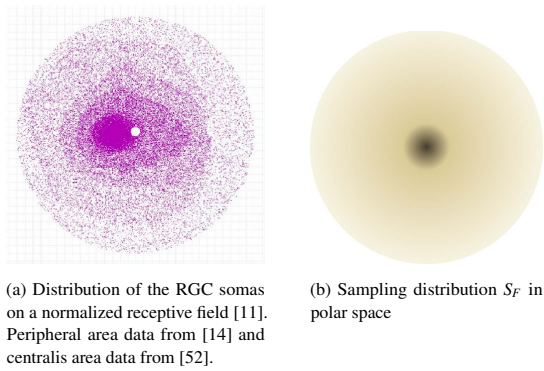 (a) Distribution of the RGC somas
on a normalized receptive field [11].
Peripheral area data from [14] and
centralis area data from [52].
(b) Sampling distribution S_F in
polar space